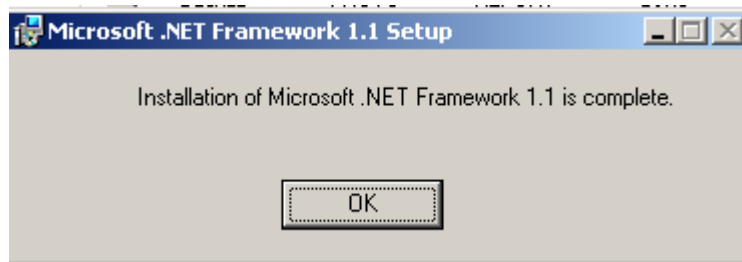 Microsoft .NET Framework 1.1 Setup
Installation of Microsoft .NET Framework 1.1 is complete.
OK